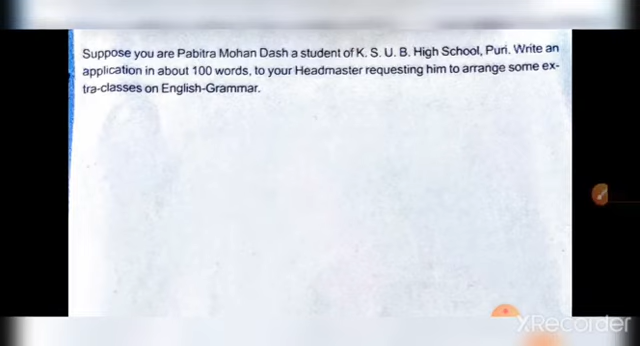 Suppose you are Pabitra Mohan Dash a student of K. S. U. B. High School, Puri. Write an
application in about 100 words, to your Headmaster requesting him to arrange some ex-
tra-classes on English-Grammar.
XRecorder